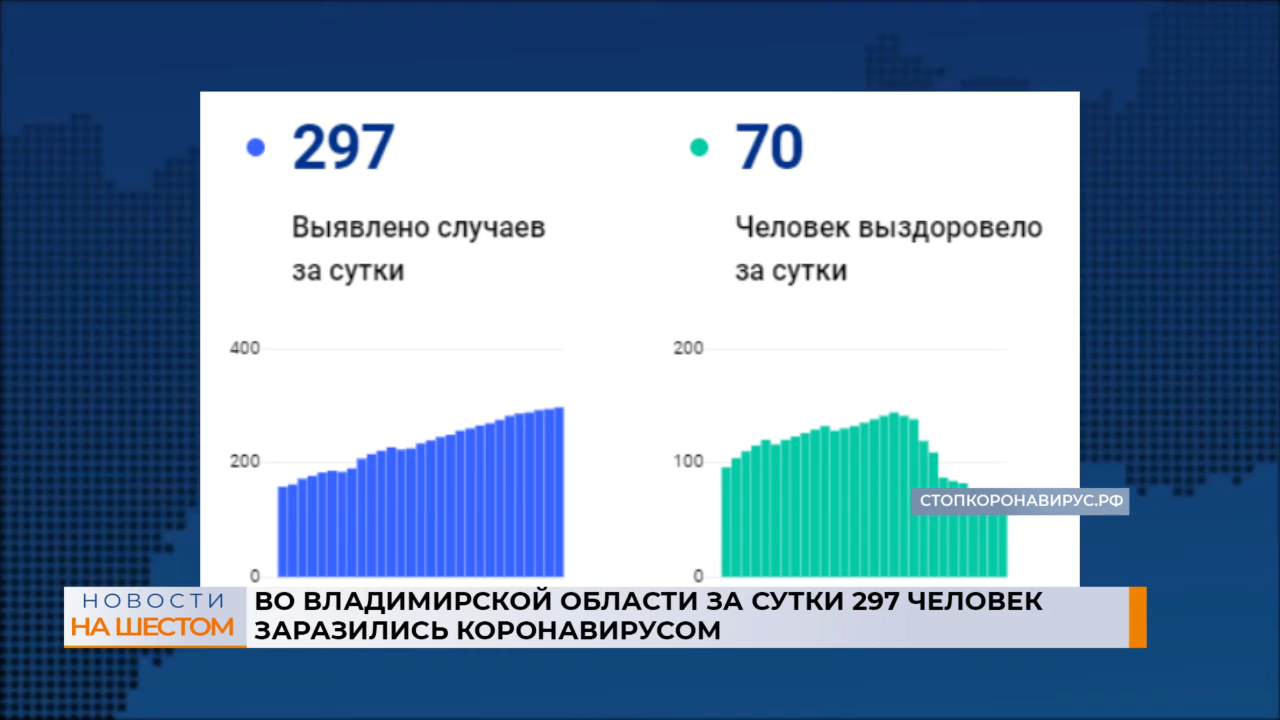 297
Выявлено случаев
за сутки
400
200
0
70
Человек выздоровело
за сутки
200
100
0
СТОПКОРОНАВИРУС.РФ
НОВОСТИ
НА ШЕСТОМ
ВО ВЛАДИМИРСКОЙ ОБЛАСТИ ЗА СУТКИ 297 ЧЕЛОВЕК
ЗАРАЗИЛИСЬ КОРОНАВИРУСОМ